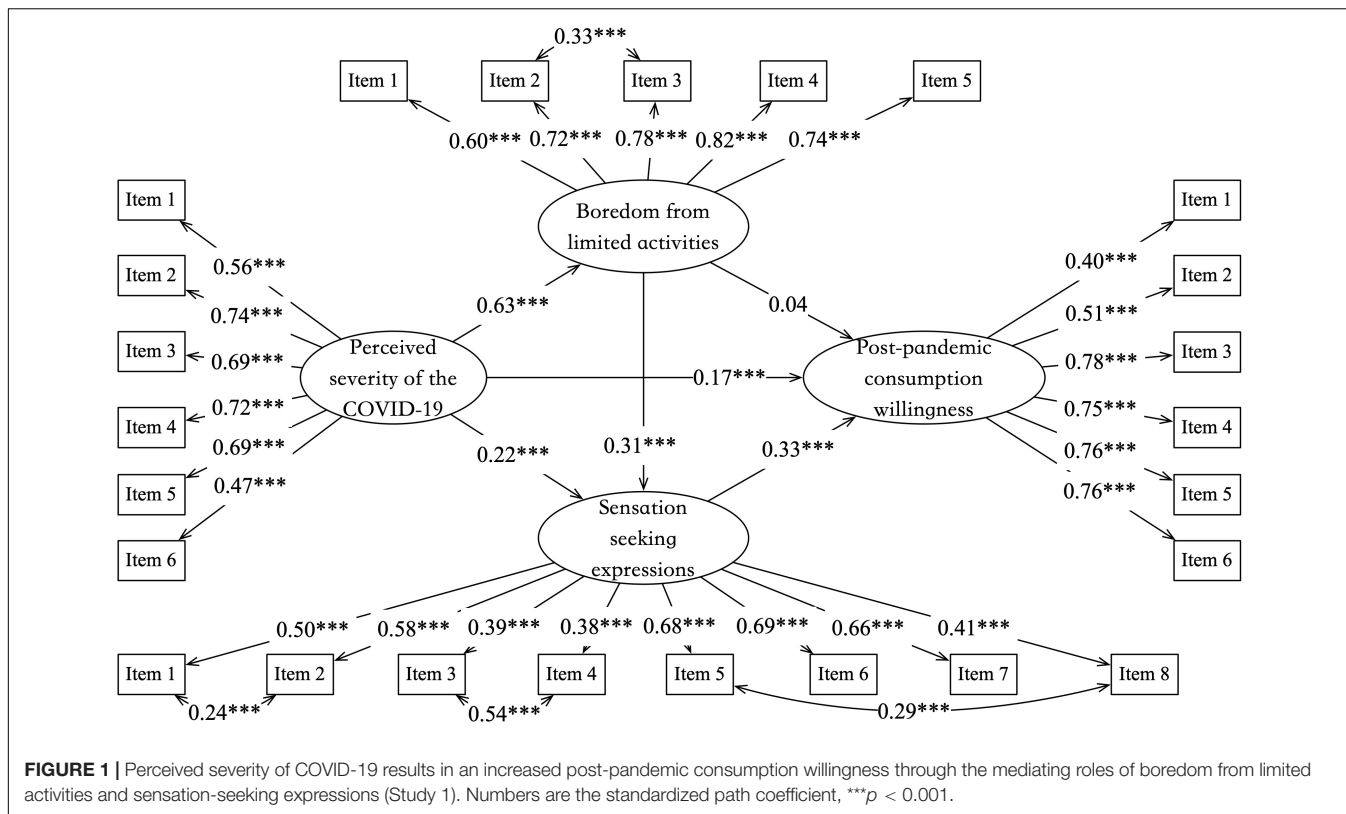 0.33***
Item 1 Item 2 Item 3 Item 4 Item 5
0.60*** 0.72*** 0.78*** 0.82*** 0.74***
Boredom from
limited activities
Item 1
Item 2
Item 3
Item 4
Item 5
Item 6
0.56***
0.74***
0.69***
0.72***
0.69***
0.47***
Perceived
severity of the
COVID-19
0.63***
0.04
0.17***
0.22***
0.31***
0.33***
Post-pandemic
consumption
willingness
0.40***
0.51***
0.78***
0.75***
0.76***
0.76***
Item 1
Item 2
Item 3
Item 4
Item 5
Item 6
Sensation
seeking
expressions
0.50*** 0.58*** 0.39*** 0.38*** 0.68*** 0.69*** 0.66*** 0.41***
Item 1 Item 2 Item 3 Item 4 Item 5 Item 6 Item 7 Item 8
0.24*** 0.54*** 0.29***
FIGURE 1 | Perceived severity of COVID-19 results in an increased post-pandemic consumption willingness through the mediating roles of boredom from limited
activities and sensation-seeking expressions (Study 1). Numbers are the standardized path coefficient, ***p < 0.001.